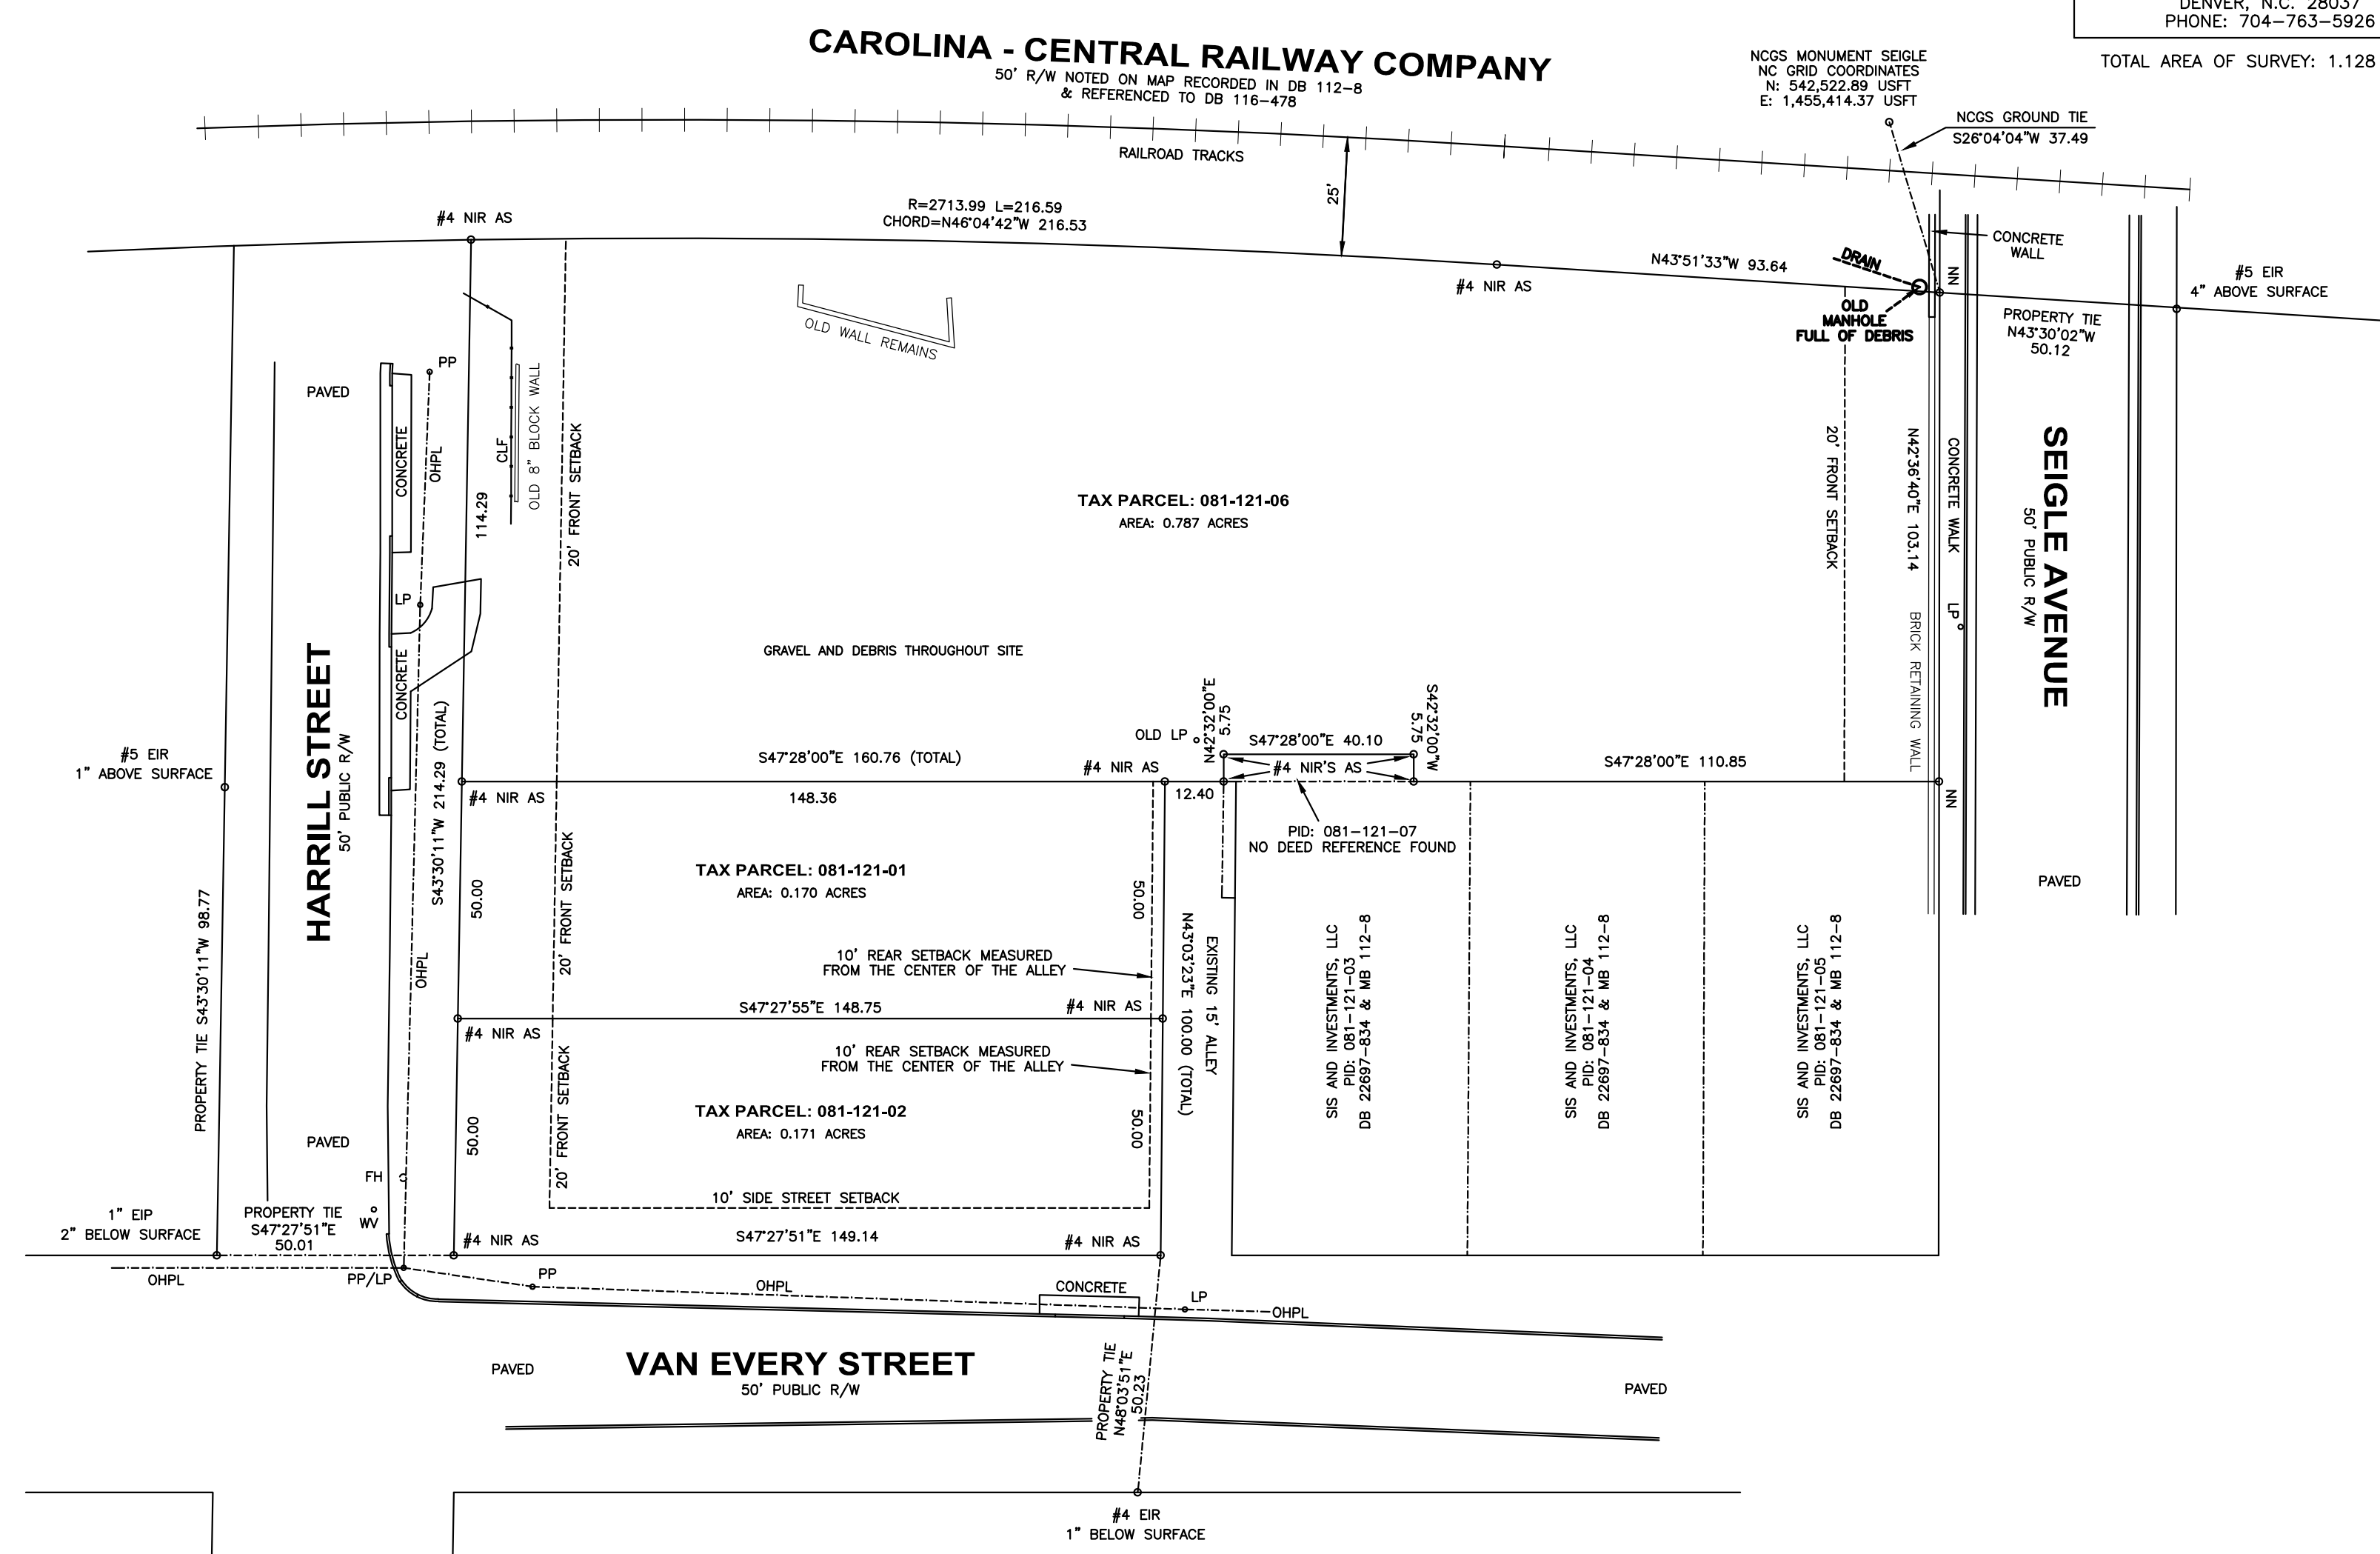 DENVER, N.C. 28037
PHONE: 704-763-5926
TOTAL AREA OF SURVEY: 1.128
CAROLINA - CENTRAL RAILWAY COMPANY
50' R/W NOTED ON MAP RECORDED IN DB 112-8
& REFERENCED TO DB 116-478
NCGS MONUMENT SEIGLE
NC GRID COORDINATES
N: 542,522.89 USFT
E: 1,455,414.37 USFT
NCGS GROUND TIE
S26°04'04"W 37.49
RAILROAD TRACKS
25'
#4 NIR AS
R=2713.99 L=216.59
CHORD=N46°04'42"W 216.53
CONCRETE
WALL
N43°51'33"W 93.64
DRAIN
NN
#5 EIR
4" ABOVE SURFACE
#4 NIR AS
OLD
MANHOLE
FULL OF DEBRIS
PROPERTY TIE
N43°30'02"W
50.12
OLD WALL REMAINS
PP
PAVED
CONCRETE
OHPL
CLF
OLD 8" BLOCK WALL
20' FRONT SETBACK
114.29
TAX PARCEL: 081-121-06
AREA: 0.787 ACRES
20' FRONT SETBACK
N42°36'40"E 103.14
CONCRETE WALK
SEIGLE AVENUE
50' PUBLIC R/W
LP
LP
BRICK RETAINING WALL
GRAVEL AND DEBRIS THROUGHOUT SITE
HARRILL STREET
50' PUBLIC R/W
CONCRETE
S43°30'11"W 214.29 (TOTAL)
#5 EIR
1" ABOVE SURFACE
S47°28'00"E 160.76 (TOTAL)
OLD LP
N42°32'00"E
5.75
S47°28'00"E 40.10
5.75
S42°32'00"W
S47°28'00"E 110.85
#4 NIR AS
#4 NIR'S AS
#4 NIR AS
148.36
12.40
NN
PID: 081-121-07
NO DEED REFERENCE FOUND
TAX PARCEL: 081-121-01
AREA: 0.170 ACRES
50.00
20' FRONT SETBACK
50.00
PAVED
PROPERTY TIE S43°30'11"W 98.77
OHPL
10' REAR SETBACK MEASURED
FROM THE CENTER OF THE ALLEY
N43°03'23"E 100.00 (TOTAL)
EXISTING 15' ALLEY
SIS AND INVESTMENTS, LLC
PID: 081-121-03
DB 22697-834 & MB 112-8
SIS AND INVESTMENTS, LLC
PID: 081-121-04
DB 22697-834 & MB 112-8
SIS AND INVESTMENTS, LLC
PID: 081-121-05
DB 22697-834 & MB 112-8
S47°27'55"E 148.75
#4 NIR AS
#4 NIR AS
10' REAR SETBACK MEASURED
FROM THE CENTER OF THE ALLEY
TAX PARCEL: 081-121-02
AREA: 0.171 ACRES
50.00
20' FRONT SETBACK
50.00
PAVED
FH
WV
10' SIDE STREET SETBACK
1" EIP
2" BELOW SURFACE
PROPERTY TIE
S47°27'51"E
50.01
#4 NIR AS
S47°27'51"E 149.14
#4 NIR AS
OHPL
PP/LP
PP
OHPL
CONCRETE
LP
OHPL
VAN EVERY STREET
50' PUBLIC R/W
PAVED
PROPERTY TIE
N48°03'51"E
50.23
PAVED
#4 EIR
1" BELOW SURFACE